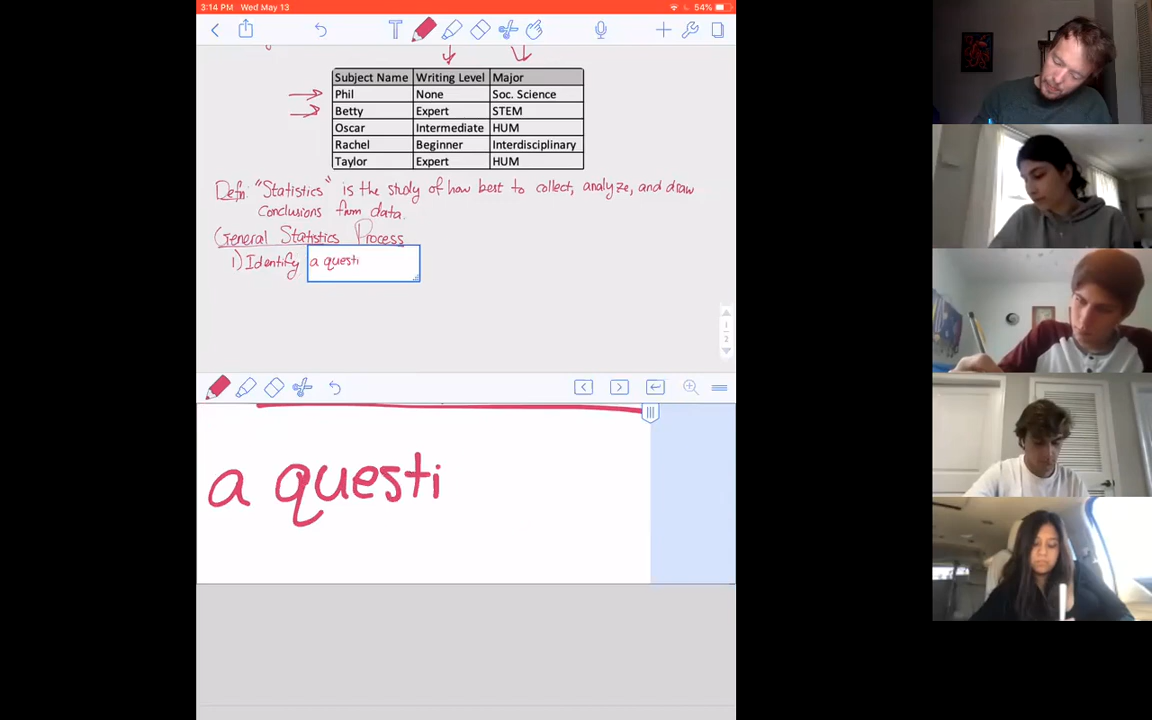 3:14 PM Wed May 13
54%
Subject Name Writing Level Major
Phil None Soc. Science
Betty Expert STEM
Oscar Intermediate HUM
Rachel Beginner Interdisciplinary
Taylor Expert HUM
Defn: "Statistics" is the study of how best to collect, analyze, and draw
conclusions from data.
General Statistics Process
1) Identify a questi
1
2
a questi